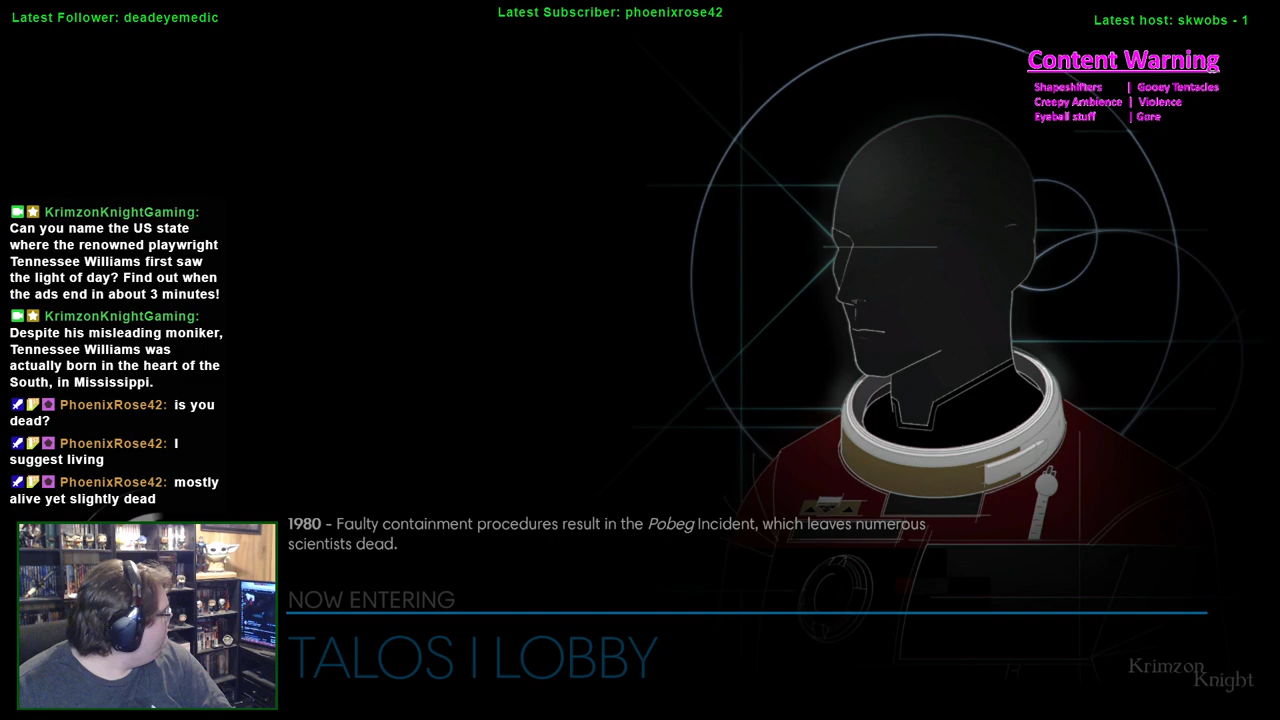 Latest Follower: deadeyemedic
Latest Subscriber: phoenixrose42
Latest host: skwobs - 1
Content Warning
Shapeshifters | Gooey Tentacles
Creepy Ambience | Violence
Eyeball stuff | Gore
KrimzonKnightGaming:
Can you name the US state
where the renowned playwright
Tennessee Williams first saw
the light of day? Find out when
the ads end in about 3 minutes!
KrimzonKnightGaming:
Despite his misleading moniker,
Tennessee Williams was
actually born in the heart of the
South, in Mississippi.
PhoenixRose42: is you
dead?
PhoenixRose42: I
suggest living
PhoenixRose42: mostly
alive yet slightly dead
1980 - Faulty containment procedures result in the Pobeg Incident, which leaves numerous
scientists dead.
NOW ENTERING
TALOS I LOBBY
Krimzon
Knight